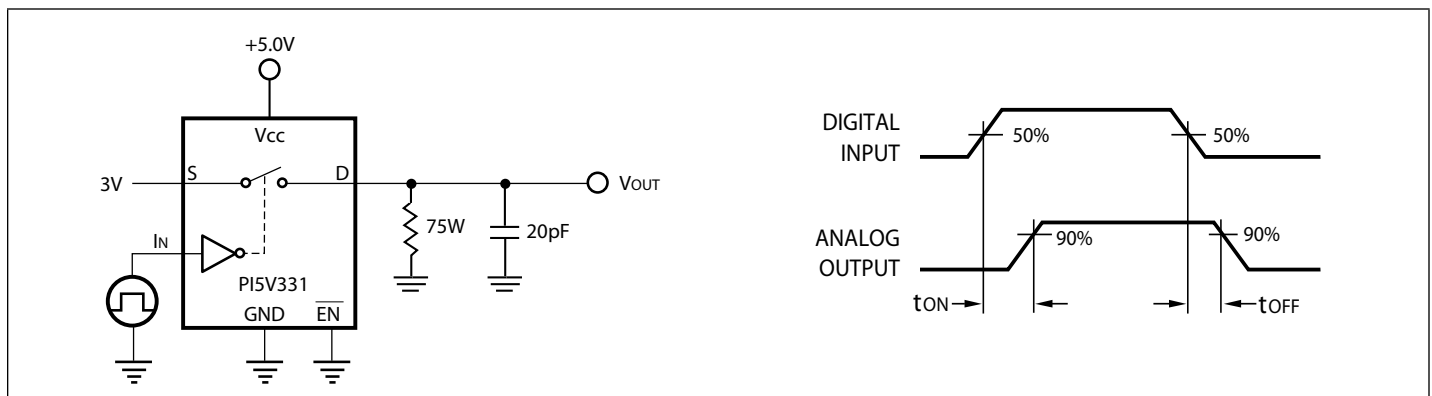 +5.0V
Vcc
S
D
3V
VOUT
75W
20pF
IN
PI5V331
GND
EN
DIGITAL
INPUT
50%
50%
ANALOG
OUTPUT
90%
90%
tON
tOFF